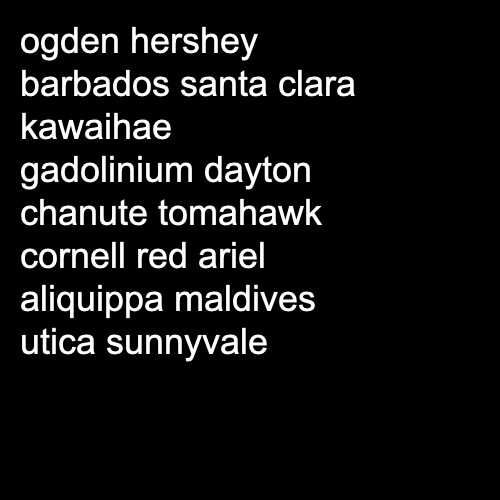 ogden hershey
barbados santa clara
kawaihae
gadolinium dayton
chanute tomahawk
cornell red ariel
aliquippa maldives
utica sunnyvale